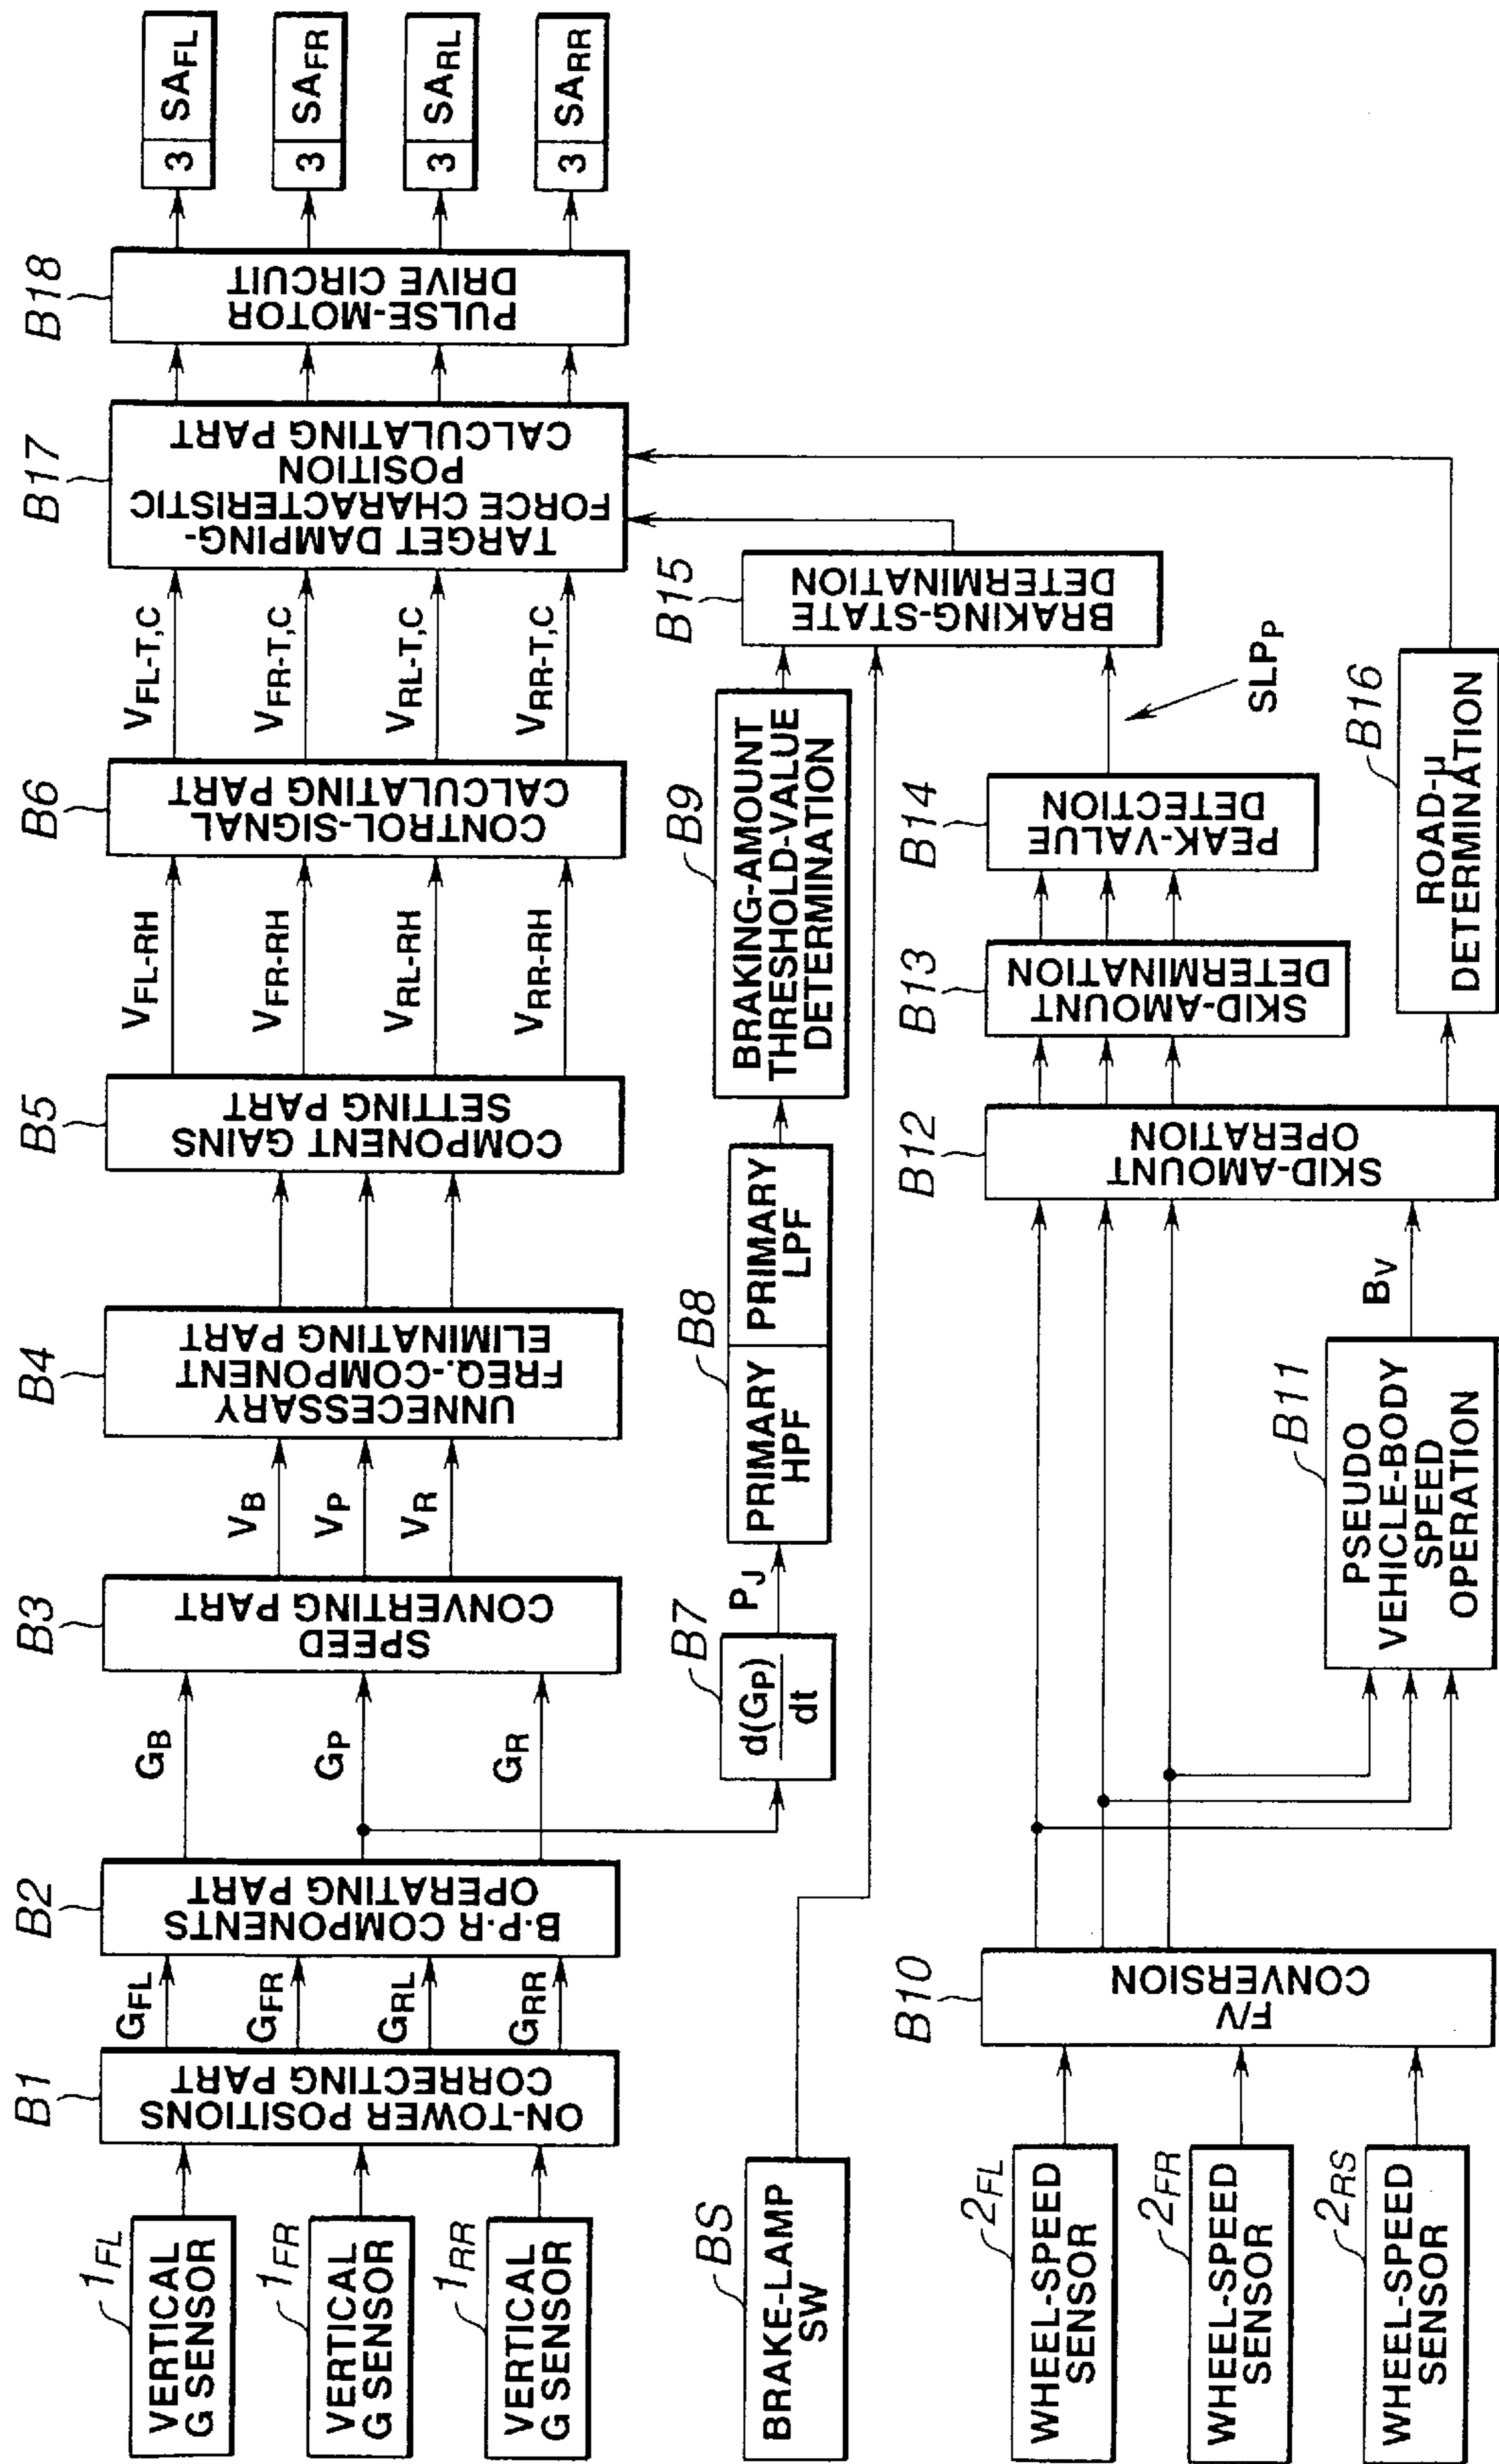 1FL
VERTICAL
G SENSOR
1FR
VERTICAL
G SENSOR
1RR
VERTICAL
G SENSOR
B1
ON-TOWER POSITIONS
CORRECTING PART
GFL
GFR
GRL
GRR
B2
B·P·R COMPONENTS
OPERATING PART
GB
GP
GR
B3
SPEED
CONVERTING PART
VB
VP
VR
B4
UNNECESSARY
FREQ.-COMPONENT
ELIMINATING PART
B5
COMPONENT GAINS
SETTING PART
VFL-RH
VFR-RH
VRL-RH
VRR-RH
B6
CONTROL-SIGNAL
CALCULATING PART
VFL-T,C
VFR-T,C
VRL-T,C
VRR-T,C
B17
TARGET DAMPING-
FORCE CHARACTERISTIC
POSITION
CALCULATING PART
B18
PULSE-MOTOR
DRIVE CIRCUIT
3 SAFL
3 SAFR
3 SARL
3 SARR
BS
BRAKE-LAMP
SW
B7
d(GP)
dt
PJ
B8
PRIMARY
HPF
PRIMARY
LPF
B9
BRAKING-AMOUNT
THRESHOLD-VALUE
DETERMINATION
B15
BRAKING-STATE
DETERMINATION
2FL
WHEEL-SPEED
SENSOR
2FR
WHEEL-SPEED
SENSOR
2RS
WHEEL-SPEED
SENSOR
B10
F/V
CONVERSION
B11
PSEUDO
VEHICLE-BODY
SPEED
OPERATION
BV
B12
SKID-AMOUNT
OPERATION
B13
SKID-AMOUNT
DETERMINATION
B14
PEAK-VALUE
DETECTION
SLPP
B16
ROAD-μ
DETERMINATION